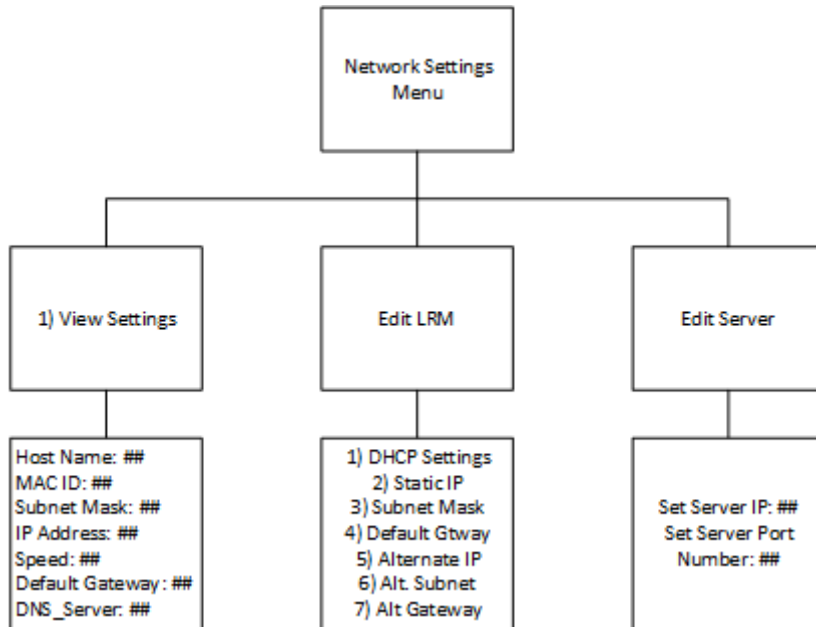 Network Settings
Menu
1) View Settings
Edit LRM
Edit Server
Host Name: ##
MAC ID: ##
Subnet Mask: ##
IP Address: ##
Speed: ##
Default Gateway: ##
DNS_Server: ##
1) DHCP Settings
2) Static IP
3) Subnet Mask
4) Default Gtway
5) Alternate IP
6) Alt. Subnet
7) Alt Gateway
Set Server IP: ##
Set Server Port
Number: ##